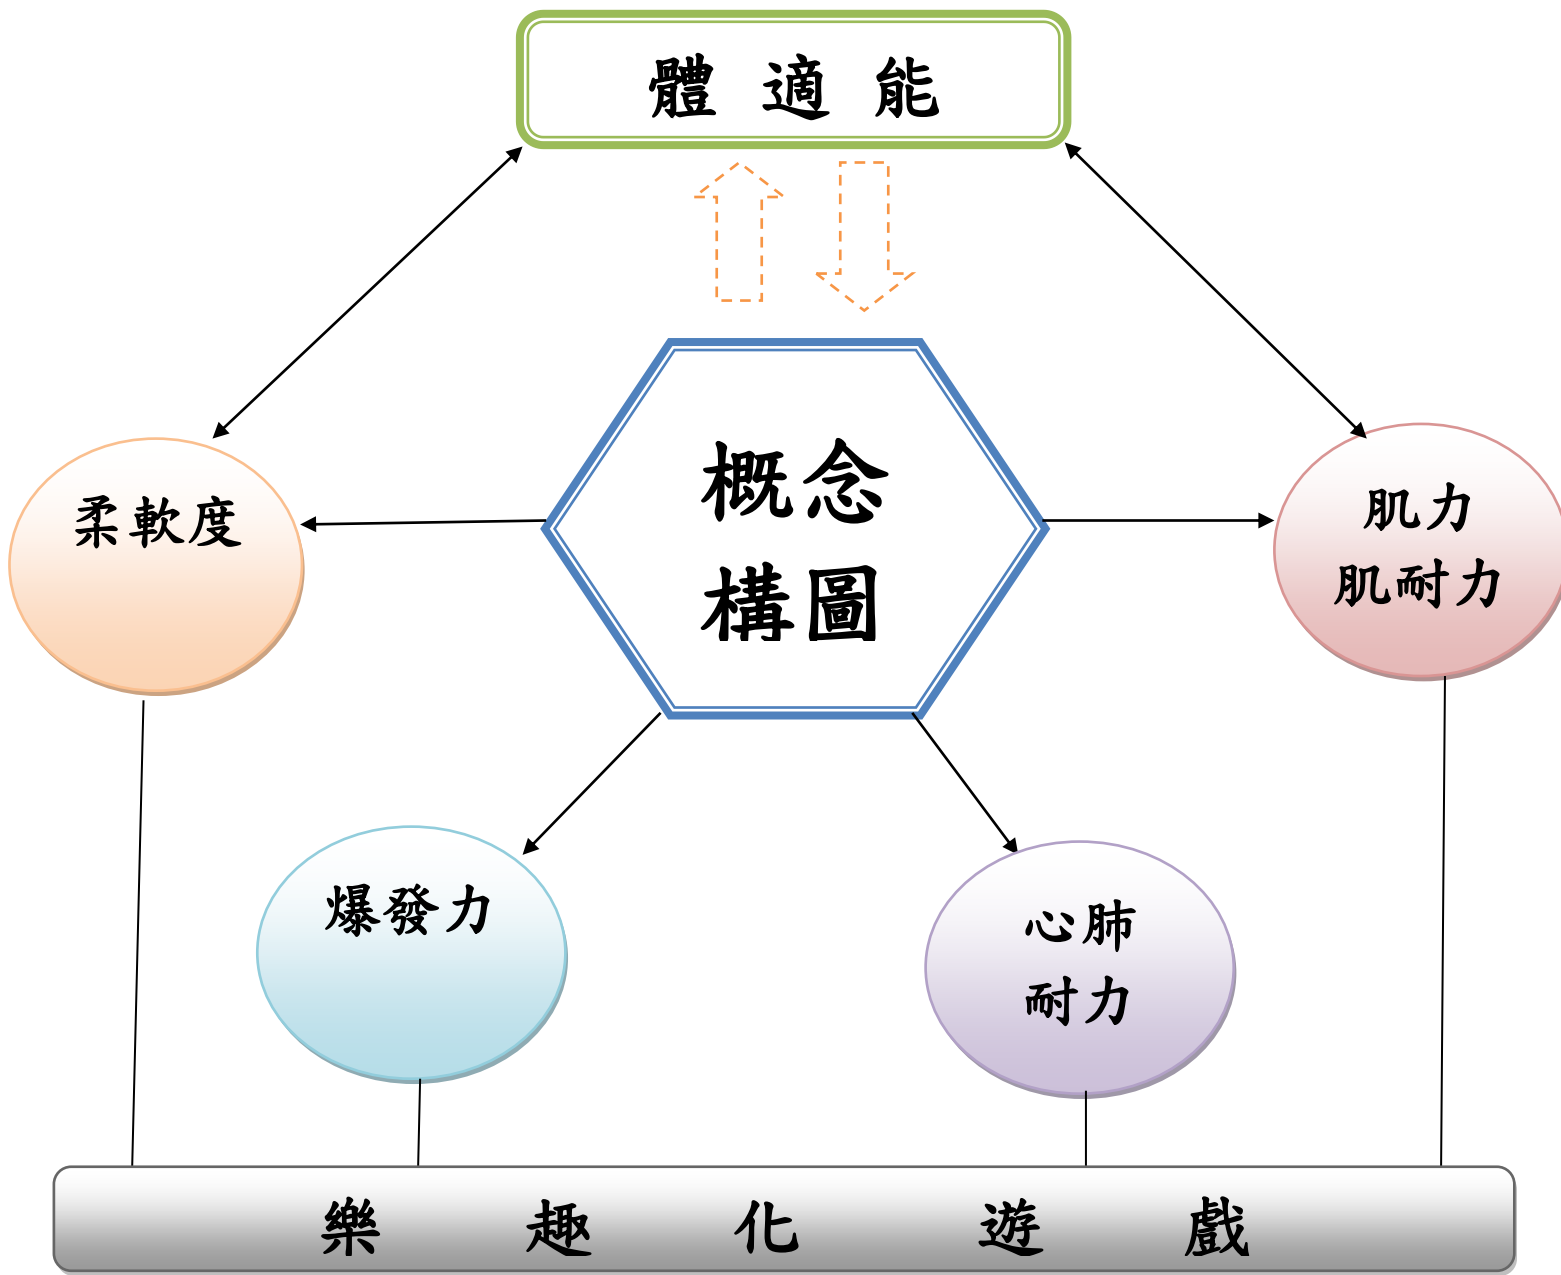 體 適 能
概念
構圖
柔軟度
肌力
肌耐力
爆發力
心肺
耐力
樂 趣 化 遊 戲